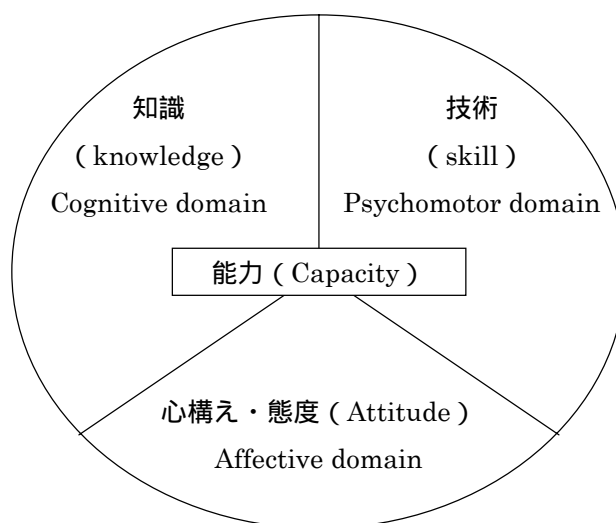 知識
( knowledge )
Cognitive domain
技術
( skill )
Psychomotor domain
能力 ( Capacity )
心構え・態度 ( Attitude )
Affective domain